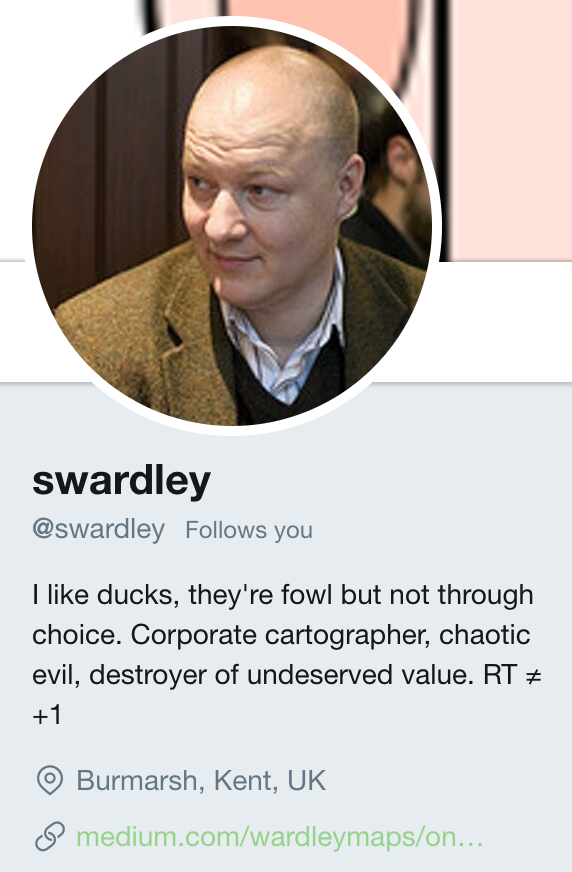 swardley
@swardley Follows you
I like ducks, they're fowl but not through
choice. Corporate cartographer, chaotic
evil, destroyer of undeserved value. RT ≠
+1
Burmarsh, Kent, UK
medium.com/wardleymaps/on…